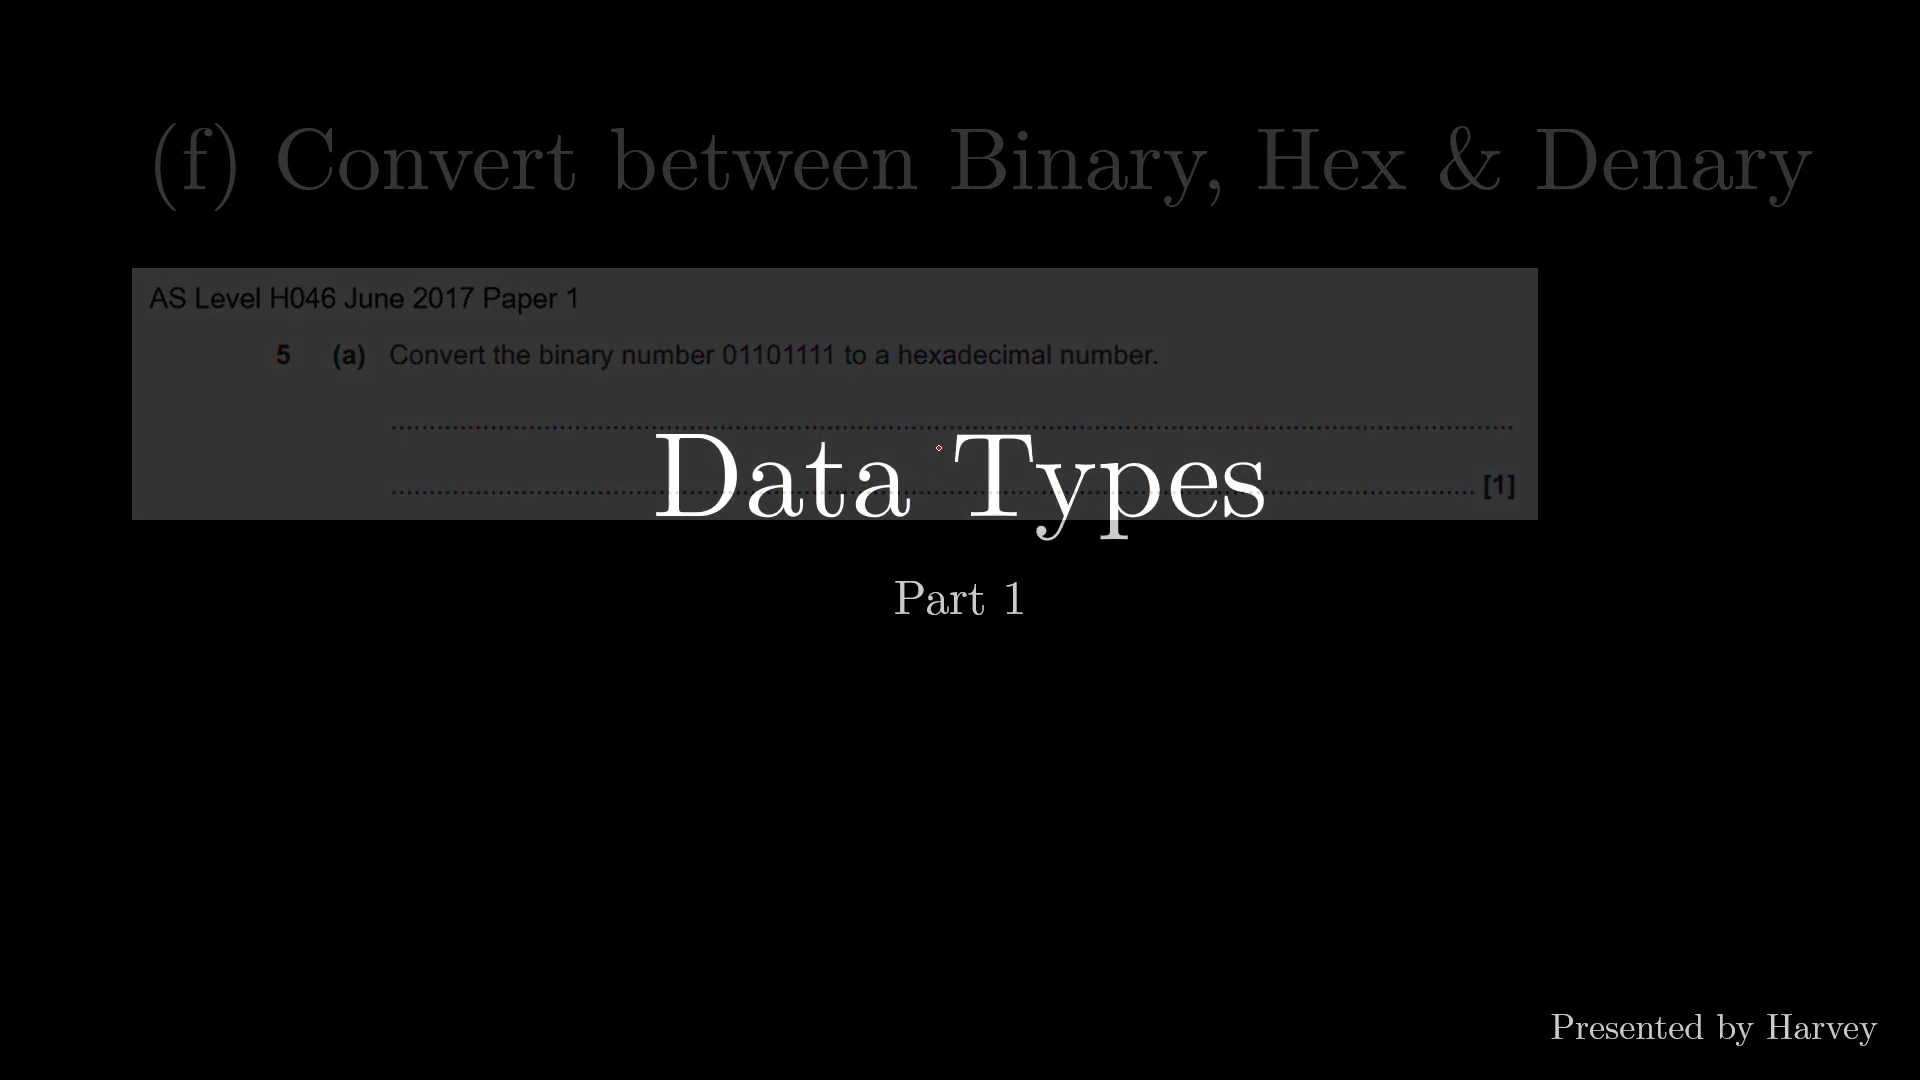 (f) Convert between Binary, Hex & Denary
AS Level H046 June 2017 Paper 1
5 (a) Convert the binary number 01101111 to a hexadecimal number.
................................................................................................................................................
Data Types
........................................................................................................................................... [1]
Part 1
Presented by Harvey